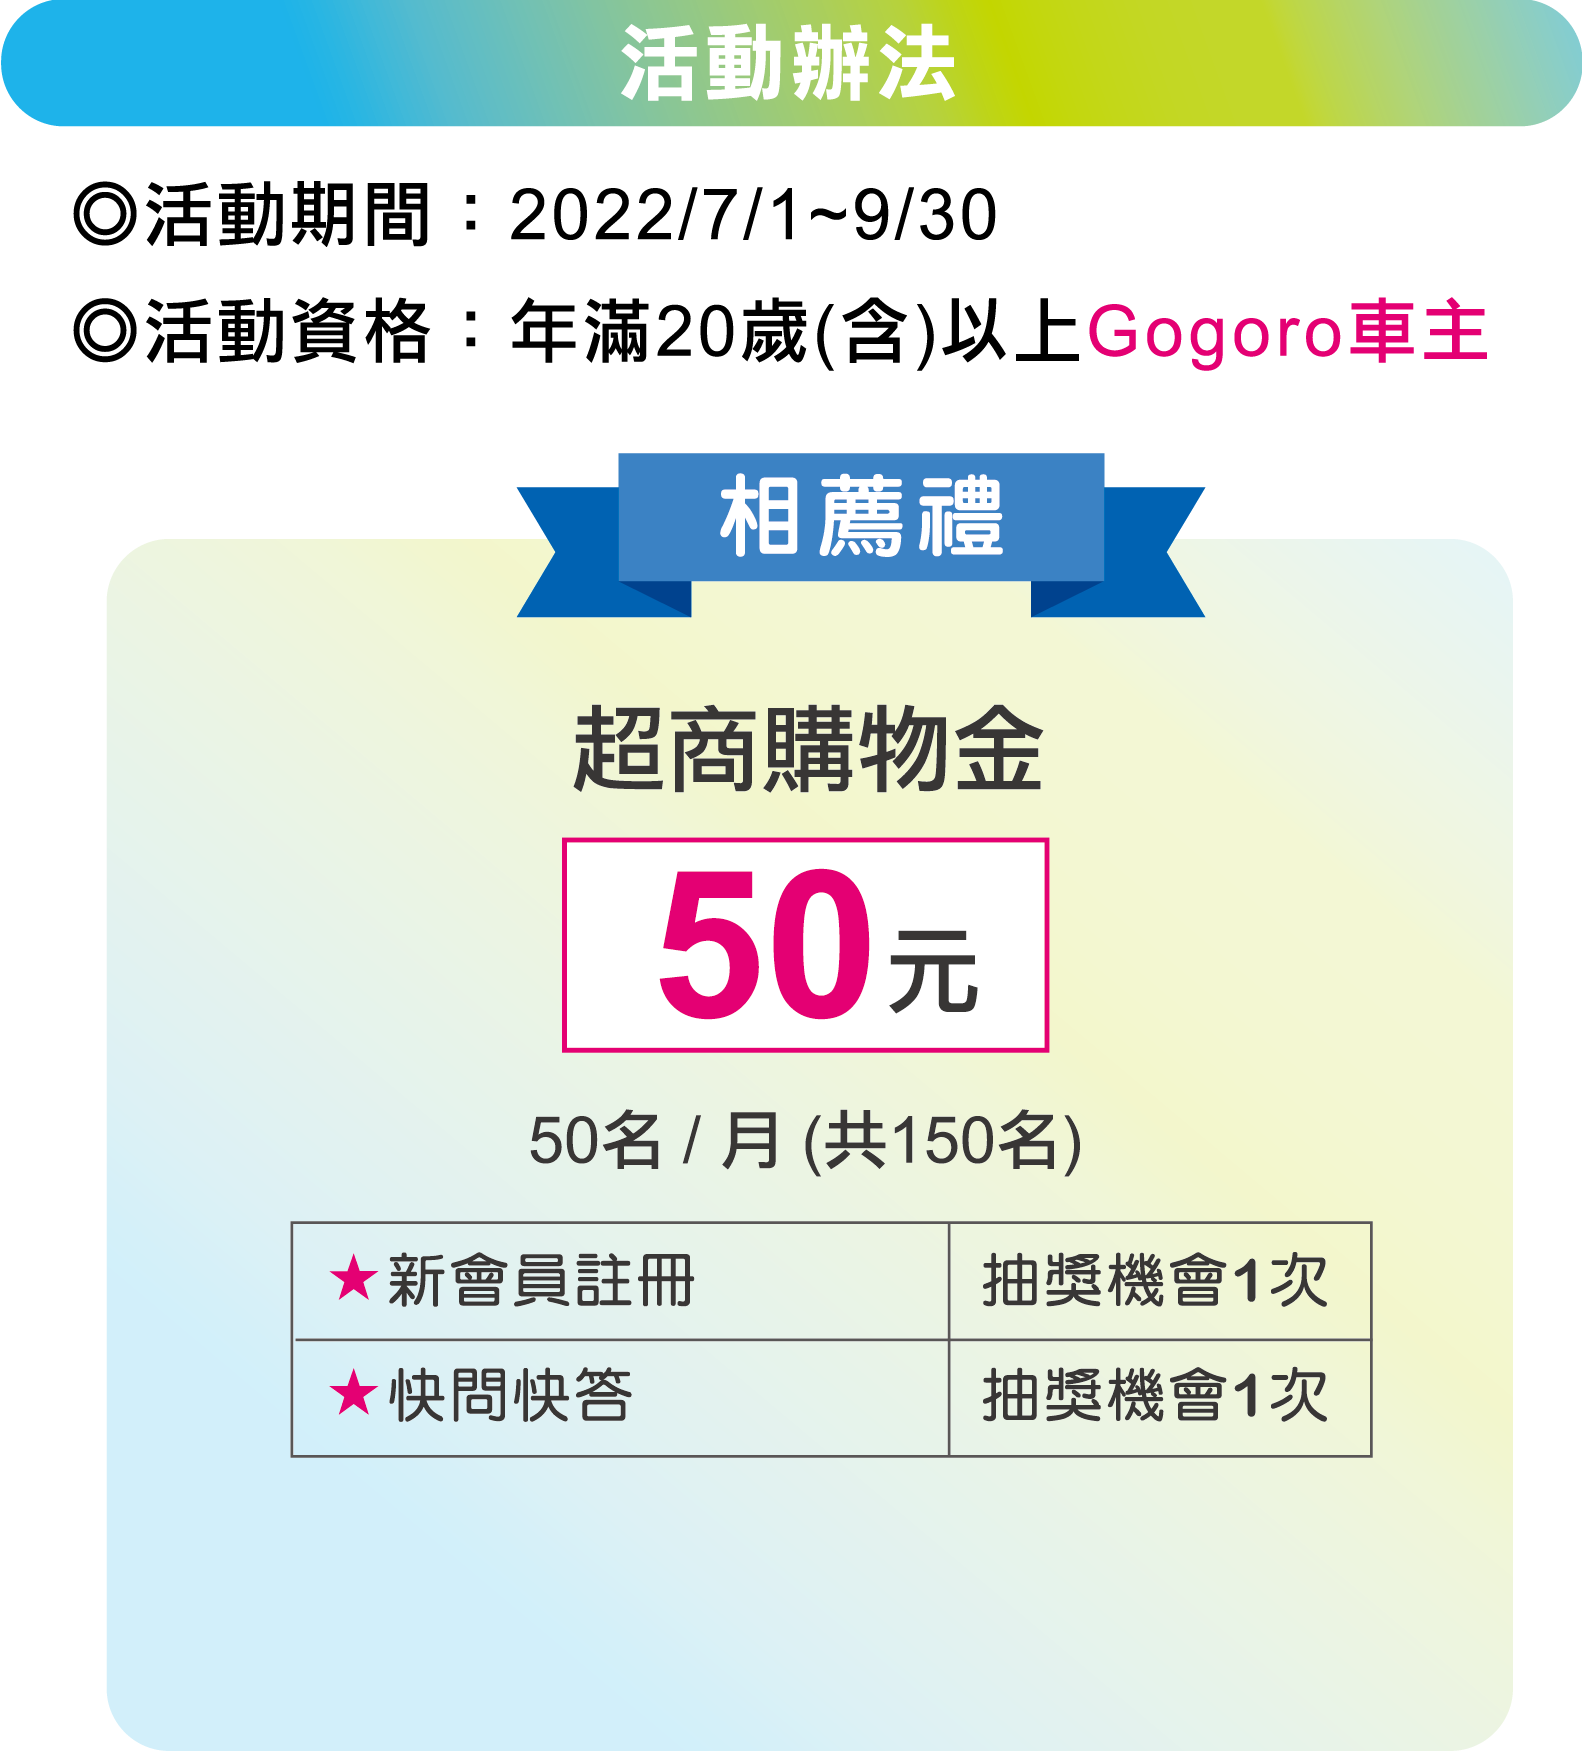 活動辦法
◎活動期間：2022/7/1~9/30
◎活動資格：年滿20歲(含)以上Gogoro車主
相薦禮
超商購物金
50元
50名 / 月 (共150名)
★新會員註冊 抽獎機會1次
★快問快答 抽獎機會1次